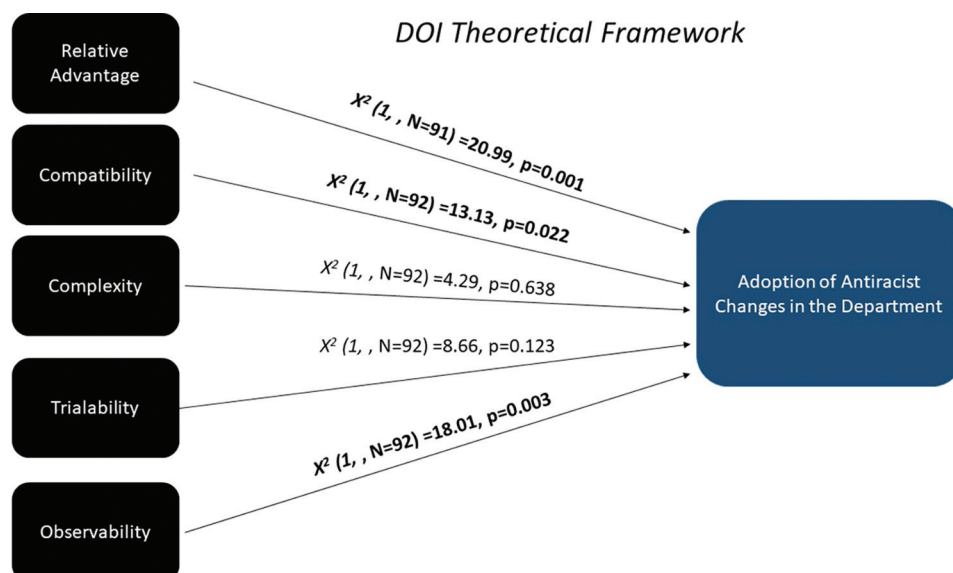 DOI Theoretical Framework
Relative
Advantage
X² (1, , N=91) =20.99, p=0.001
Compatibility
X² (1, , N=92) =13.13, p=0.022
Complexity
X² (1, , N=92) =4.29, p=0.638
Adoption of Antiracist
Changes in the Department
X² (1, , N=92) =8.66, p=0.123
Trialability
X² (1, , N=92) =18.01, p=0.003
Observability